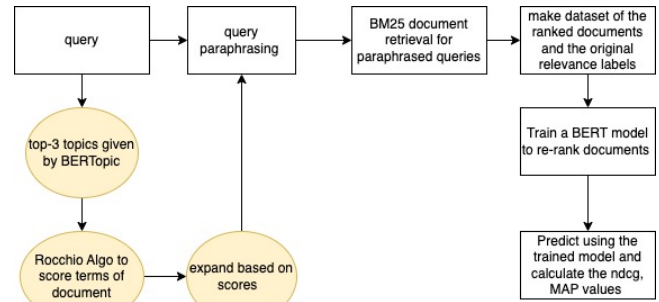 query
query
paraphrasing
BM25 document
retrieval for
paraphrased queries
make dataset of the
ranked documents
and the original
relevance labels
top-3 topics given
by BERTopic
Train a BERT model
to re-rank documents
Rocchio Algo to
score terms of
document
expand based on
scores
Predict using the
trained model and
calculate the ndcg,
MAP values